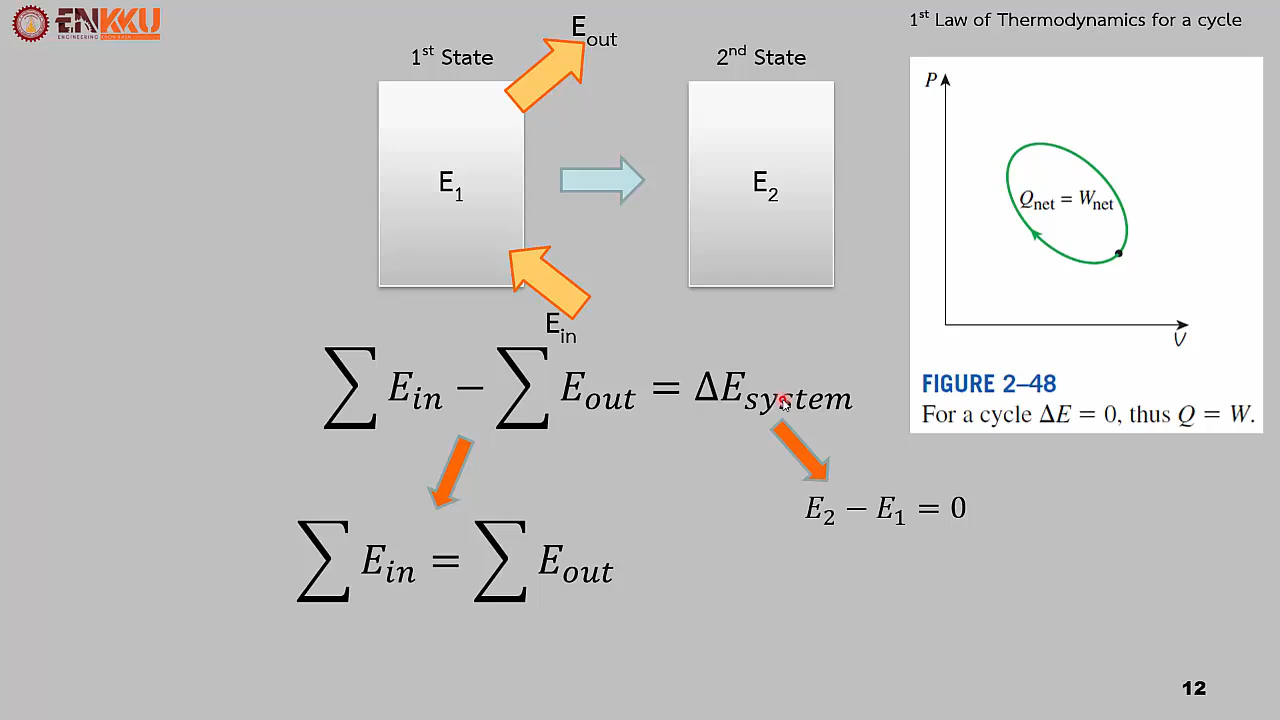 ENKKU
1st Law of Thermodynamics for a cycle
Eout
1st State
2nd State
E1
E2
Ein
P
Qnet = Wnet
V
∑ Ein − ∑ Eout = ΔEsystem
FIGURE 2–48
For a cycle ΔE = 0, thus Q = W.
E2 − E1 = 0
∑ Ein = ∑ Eout
12